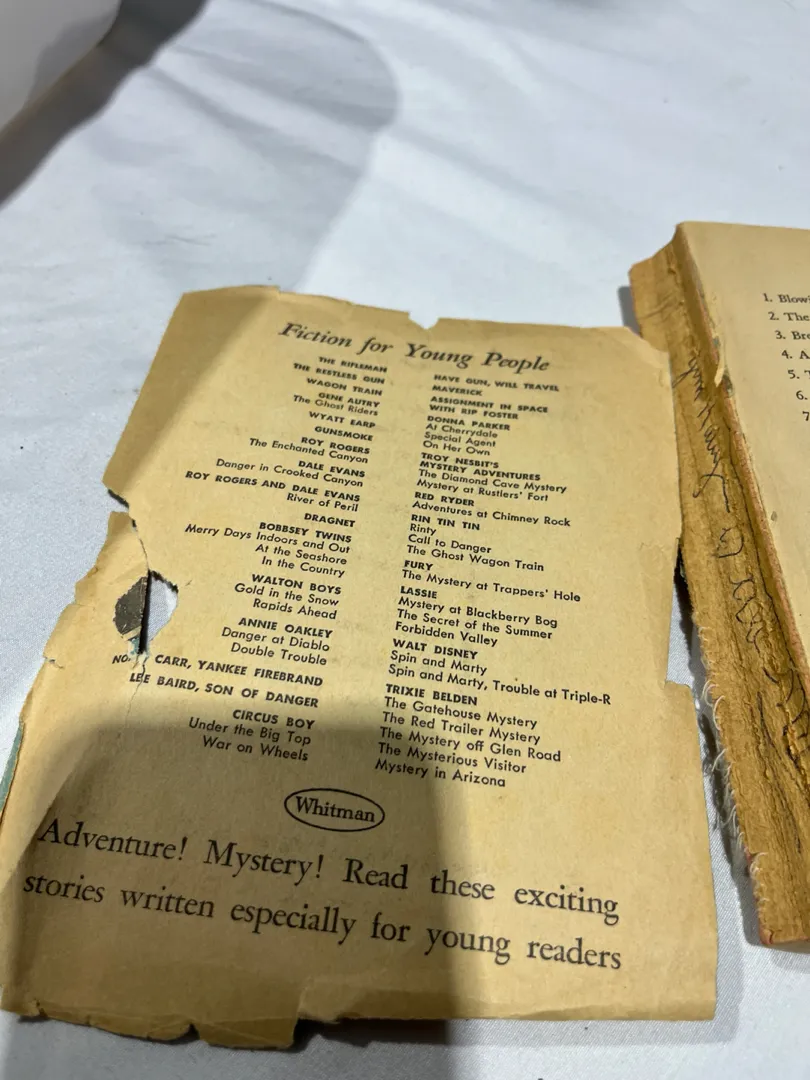 Fiction for Young People
THE RIFLEMAN
THE RESTLESS GUN
WAGON TRAIN
GENE AUTRY
The Ghost Riders
WYATT EARP
GUNSMOKE
ROY ROGERS
The Enchanted Canyon
DALE EVANS
Danger in Crooked Canyon
ROY ROGERS AND DALE EVANS
River of Peril
DRAGNET
BOBBSEY TWINS
Merry Days Indoors and Out
At the Seashore
In the Country
WALTON BOYS
Gold in the Snow
Rapids Ahead
ANNIE OAKLEY
Danger at Diablo
Double Trouble
CARR, YANKEE FIREBRAND
LEE BAIRD, SON OF DANGER
CIRCUS BOY
Under the Big Top
War on Wheels
HAVE GUN, WILL TRAVEL
MAVERICK
ASSIGNMENT IN SPACE
WITH RIP FOSTER
DONNA PARKER
At Cherrydale
Special Agent
On Her Own
TROY NESBIT'S
MYSTERY ADVENTURES
The Diamond Cave Mystery
Mystery at Rustlers' Fort
RED RYDER
Adventures at Chimney Rock
RIN TIN TIN
Rinty
Call to Danger
The Ghost Wagon Train
FURY
The Mystery at Trappers' Hole
LASSIE
Mystery at Blackberry Bog
The Secret of the Summer
Forbidden Valley
WALT DISNEY
Spin and Marty
Spin and Marty, Trouble at Triple-R
TRIXIE BELDEN
The Gatehouse Mystery
The Red Trailer Mystery
The Mystery off Glen Road
The Mysterious Visitor
Mystery in Arizona
Whitman
Adventure! Mystery! Read these exciting
stories written especially for young readers
1.
2. The
3.
4. A
5.
6.
7